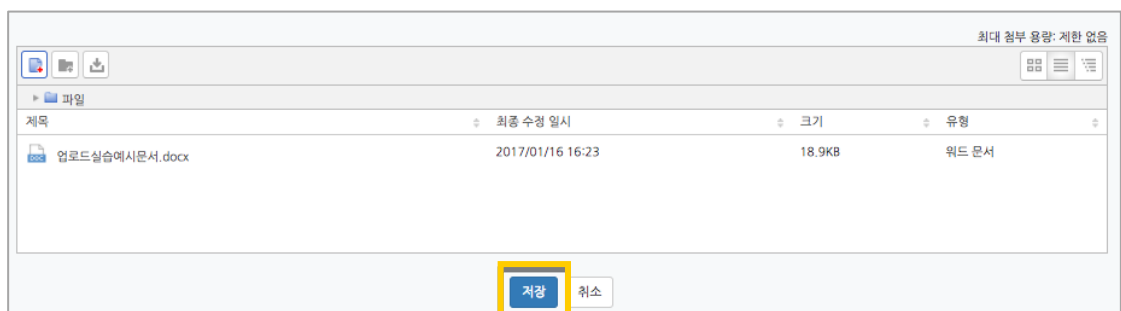 최대 첨부 용량: 제한 없음
파일
제목 최종 수정 일시 크기 유형
업로드실습예시문서.docx 2017/01/16 16:23 18.9KB 워드 문서
저장 취소